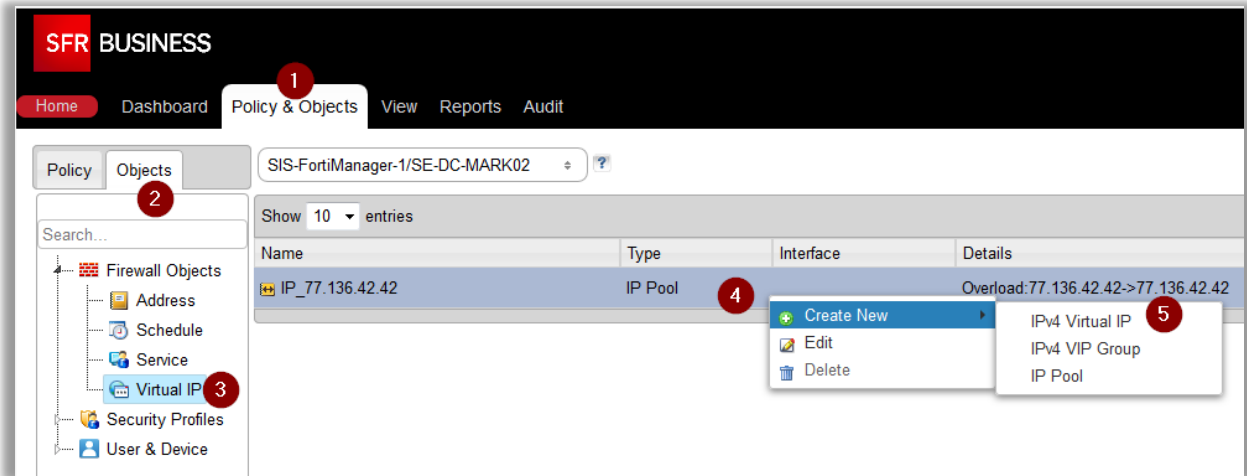 SFR BUSINESS
1
Home Dashboard Policy & Objects View Reports Audit
Policy Objects
SIS-FortiManager-1/SE-DC-MARK02 ?
2
Show 10 entries
Search...
Name Type Interface Details
Firewall Objects
IP_77.136.42.42 IP Pool 4 Overload:77.136.42.42->77.136.42.42
Address
Create New
IPv4 Virtual IP 5
Schedule
Edit
IPv4 VIP Group
Service
Delete
IP Pool
Virtual IP 3
Security Profiles
User & Device